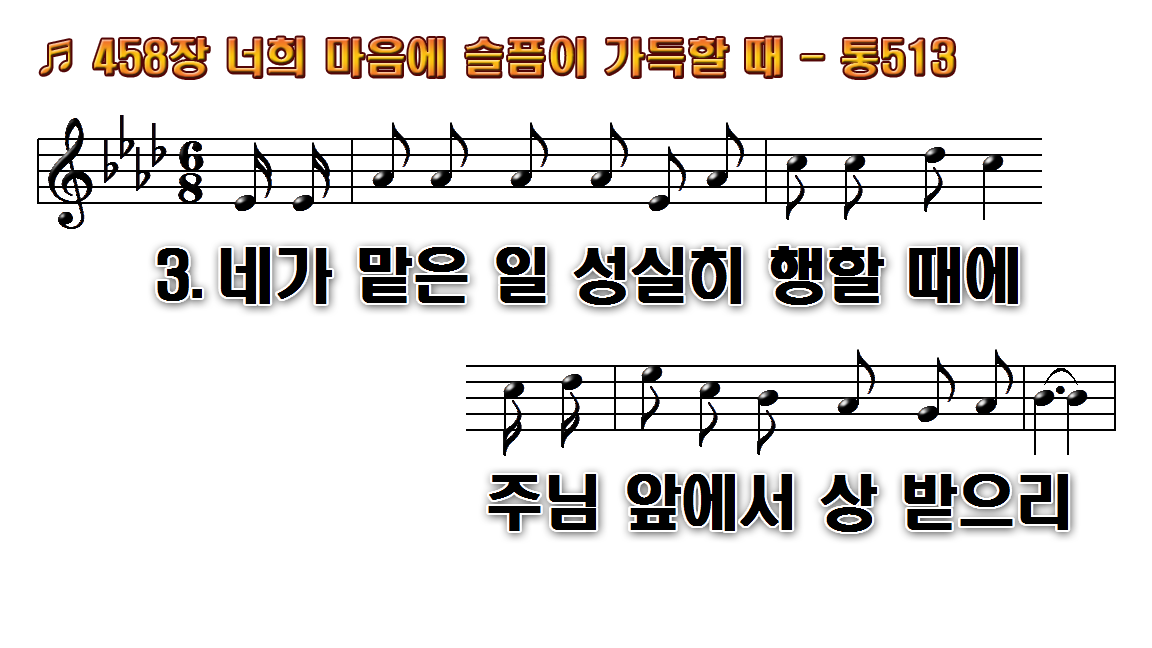 ♬ 458장 너희 마음에 슬픔이 가득할 때 - 통513
6
8
3. 네가 맡은 일 성실히 행할 때에
주님 앞에서 상 받으리